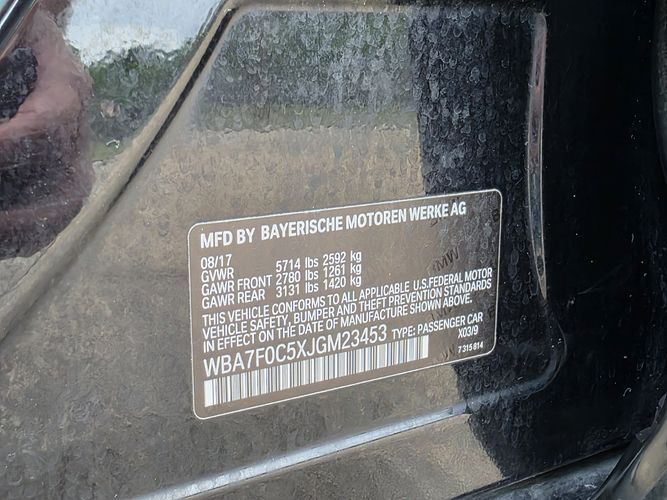 MFD BY BAYERISCHE MOTOREN WERKE AG
08/17
GVWR 5714 lbs 2592 kg
GAWR FRONT 2780 lbs 1261 kg
GAWR REAR 3131 lbs 1420 kg
THIS VEHICLE CONFORMS TO ALL APPLICABLE U.S.FEDERAL MOTOR
VEHICLE SAFETY, BUMPER AND THEFT PREVENTION STANDARDS
IN EFFECT ON THE DATE OF MANUFACTURE SHOWN ABOVE.
WBA7F0C5XJGM23453 TYPE: PASSENGER CAR
X03/9
7 315 814